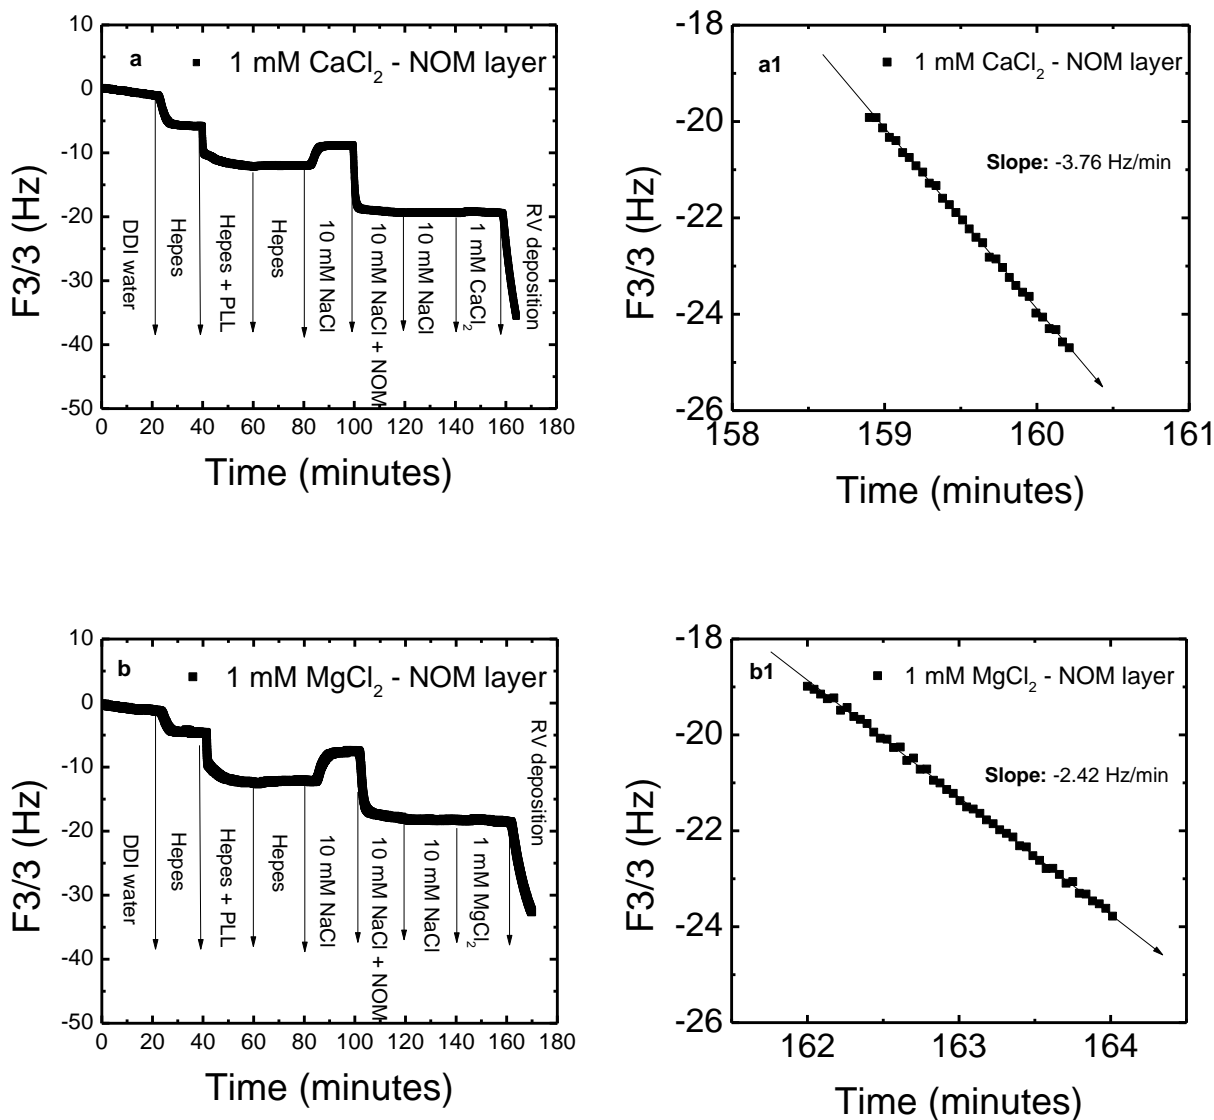 a
1 mM CaCl₂ - NOM layer
10
0
-10
-20
-30
-40
-50
F3/3 (Hz)
DDI water
Hepes
Hepes + PLL
Hepes
10 mM NaCl
10 mM NaCl + NOM
10 mM NaCl
1 mM CaCl₂
RV deposition
0 20 40 60 80 100 120 140 160 180
Time (minutes)
a1
1 mM CaCl₂ - NOM layer
Slope: -3.76 Hz/min
-18
-20
-22
-24
-26
F3/3 (Hz)
158 159 160 161
Time (minutes)
b
1 mM MgCl₂ - NOM layer
10
0
-10
-20
-30
-40
-50
F3/3 (Hz)
DDI water
Hepes
Hepes + PLL
Hepes
10 mM NaCl
10 mM NaCl + NOM
10 mM NaCl
1 mM MgCl₂
RV deposition
0 20 40 60 80 100 120 140 160 180
Time (minutes)
b1
1 mM MgCl₂ - NOM layer
Slope: -2.42 Hz/min
-18
-20
-22
-24
-26
F3/3 (Hz)
162 163 164
Time (minutes)